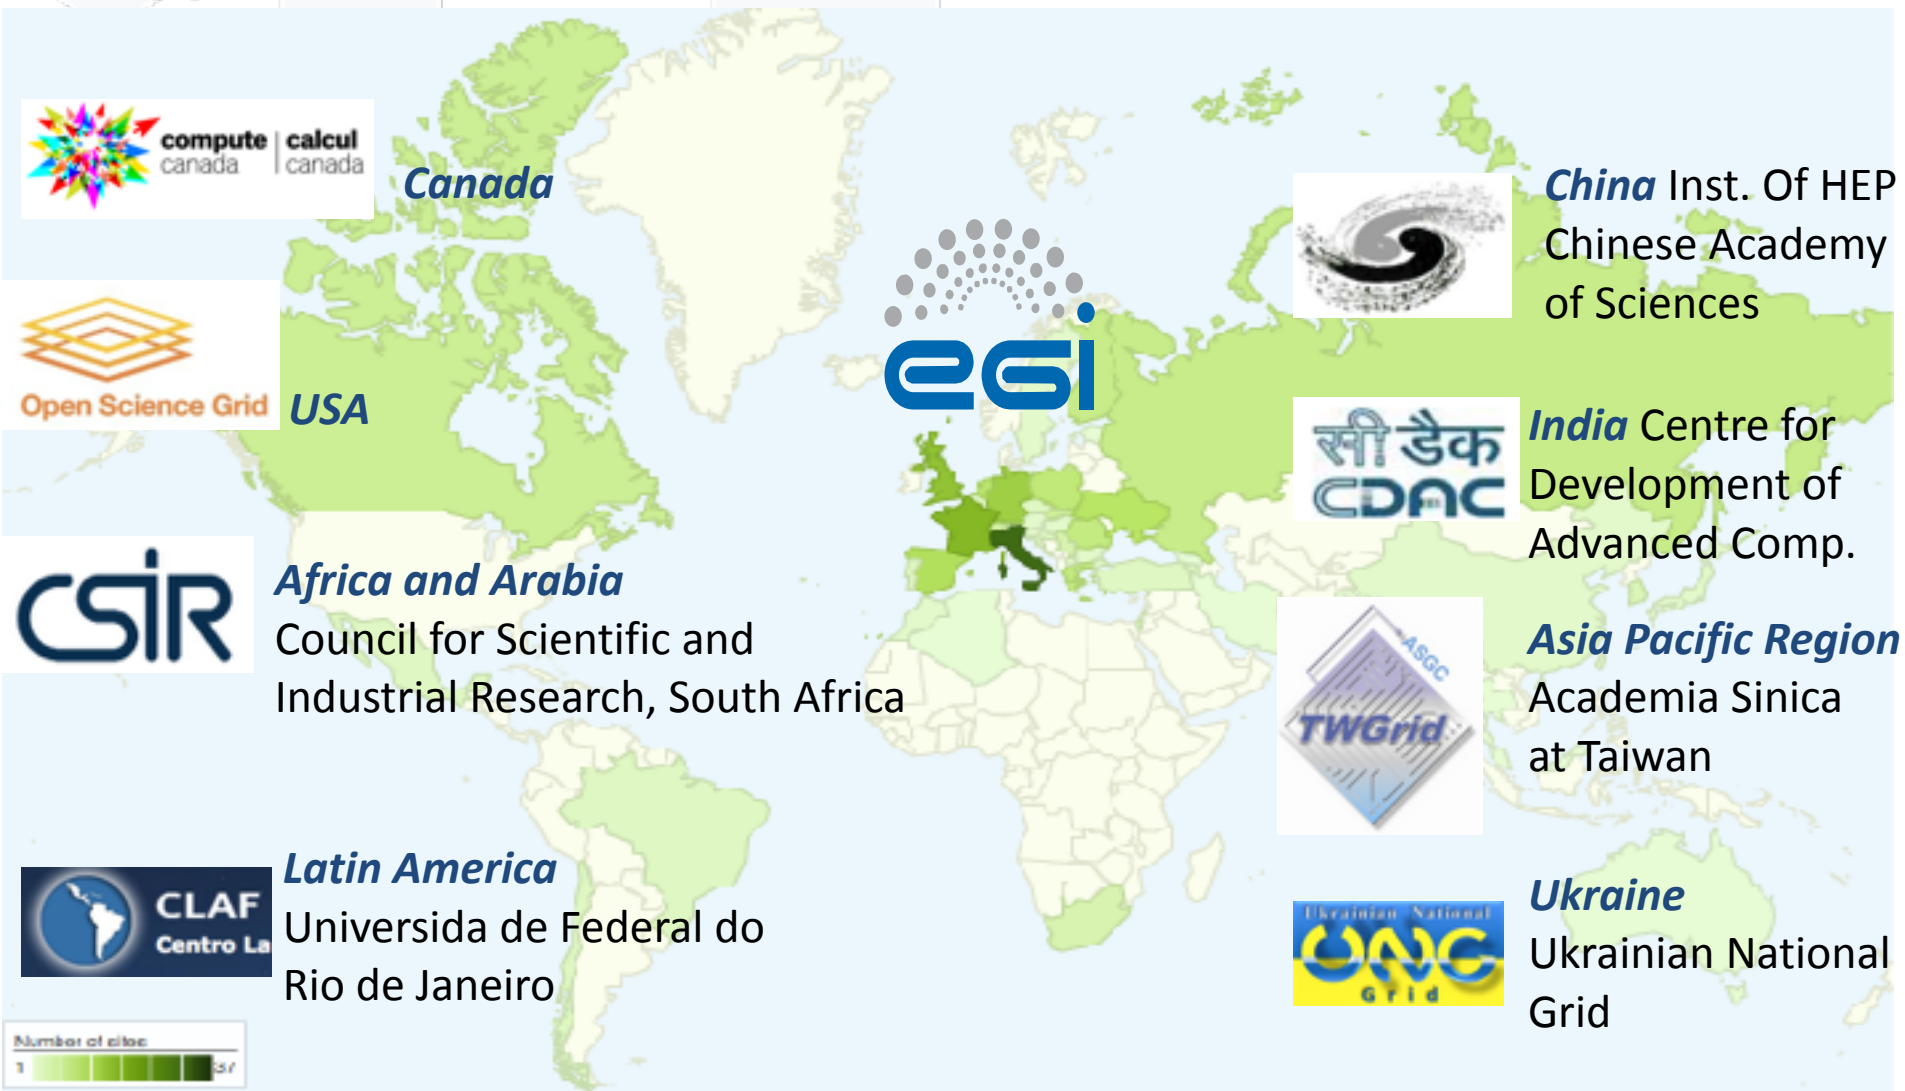 compute | calcul
canada | canada
Canada
Open Science Grid
USA
CSIR
Africa and Arabia
Council for Scientific and
Industrial Research, South Africa
CLAF
Centro La
Latin America
Universida de Federal do
Rio de Janeiro
Number of sites
1 37
egi
China Inst. Of HEP
Chinese Academy
of Sciences
सी डैक
CDAC
India Centre for
Development of
Advanced Comp.
ASGC
TWGrid
Asia Pacific Region
Academia Sinica
at Taiwan
Ukrainian National
UNG
Grid
Ukraine
Ukrainian National
Grid